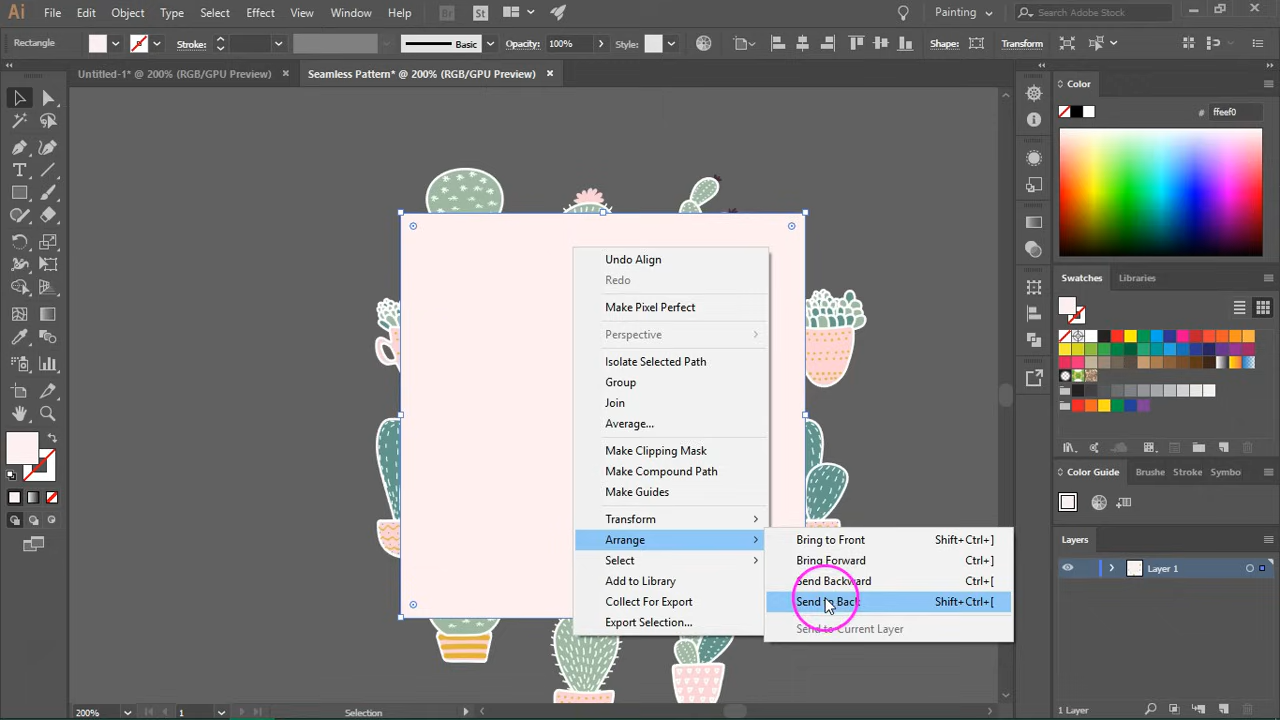 Ai File Edit Object Type Select Effect View Window Help Br St Painting Search Adobe Stock
Rectangle Stroke: Basic Opacity: 100% Style: Shape: Transform
Untitled-1* @ 200% (RGB/GPU Preview) × Seamless Pattern* @ 200% (RGB/GPU Preview) ×
Color
# ffeef0
Swatches Libraries
Undo Align
Redo
Make Pixel Perfect
Perspective
Isolate Selected Path
Group
Join
Average...
Make Clipping Mask
Make Compound Path
Make Guides
Transform
Arrange
Select
Add to Library
Collect For Export
Export Selection...
Bring to Front Shift+Ctrl+]
Bring Forward Ctrl+]
Send Backward Ctrl+[
Send to Back Shift+Ctrl+[
Send to Current Layer
Color Guide Brushe Stroke Symbo
Layers
Layer 1
1 Layer
200% 1 Selection